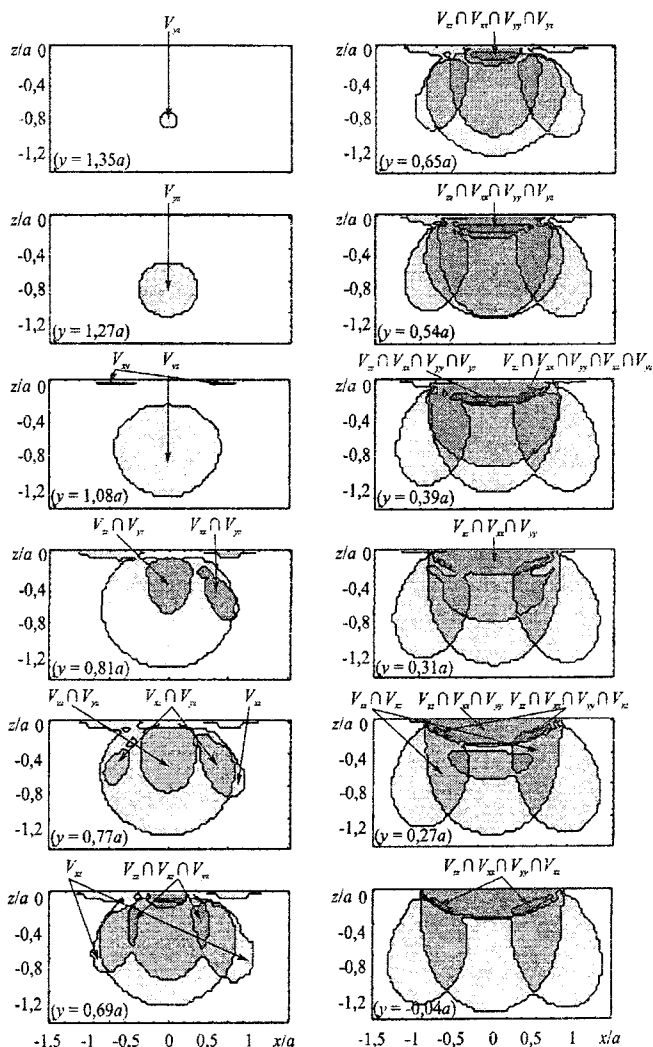 V_yz
z/a 0
-0,4
-0,8
-1,2
(y = 1,35a)
V_yz
z/a 0
-0,4
-0,8
-1,2
(y = 1,27a)
V_xy V_yz
z/a 0
-0,4
-0,8
-1,2
(y = 1,08a)
V_zz ∩ V_yz V_xz ∩ V_yz
z/a 0
-0,4
-0,8
-1,2
(y = 0,81a)
V_zz ∩ V_yz V_xz ∩ V_yz V_xz
z/a 0
-0,4
-0,8
-1,2
(y = 0,77a)
V_xz V_zz ∩ V_xz ∩ V_yz
z/a 0
-0,4
-0,8
-1,2
(y = 0,69a)
-1,5 -1 -0,5 0 0,5 1 x/a
V_zz ∩ V_xx ∩ V_yy ∩ V_yz
z/a 0
-0,4
-0,8
-1,2
(y = 0,65a)
V_zz ∩ V_xx ∩ V_yy ∩ V_yz
z/a 0
-0,4
-0,8
-1,2
(y = 0,54a)
V_zz ∩ V_xx ∩ V_yy ∩ V_yz V_zz ∩ V_xx ∩ V_yy ∩ V_xz ∩ V_yz
z/a 0
-0,4
-0,8
-1,2
(y = 0,39a)
V_zz ∩ V_xx ∩ V_yy
z/a 0
-0,4
-0,8
-1,2
(y = 0,31a)
V_zz ∩ V_xz V_zz ∩ V_xx ∩ V_yy V_zz ∩ V_xx ∩ V_yy ∩ V_xz
z/a 0
-0,4
-0,8
-1,2
(y = 0,27a)
V_zz ∩ V_xx ∩ V_yy ∩ V_xz
z/a 0
-0,4
-0,8
-1,2
(y = -0,04a)
-1,5 -1 -0,5 0 0,5 1 x/a